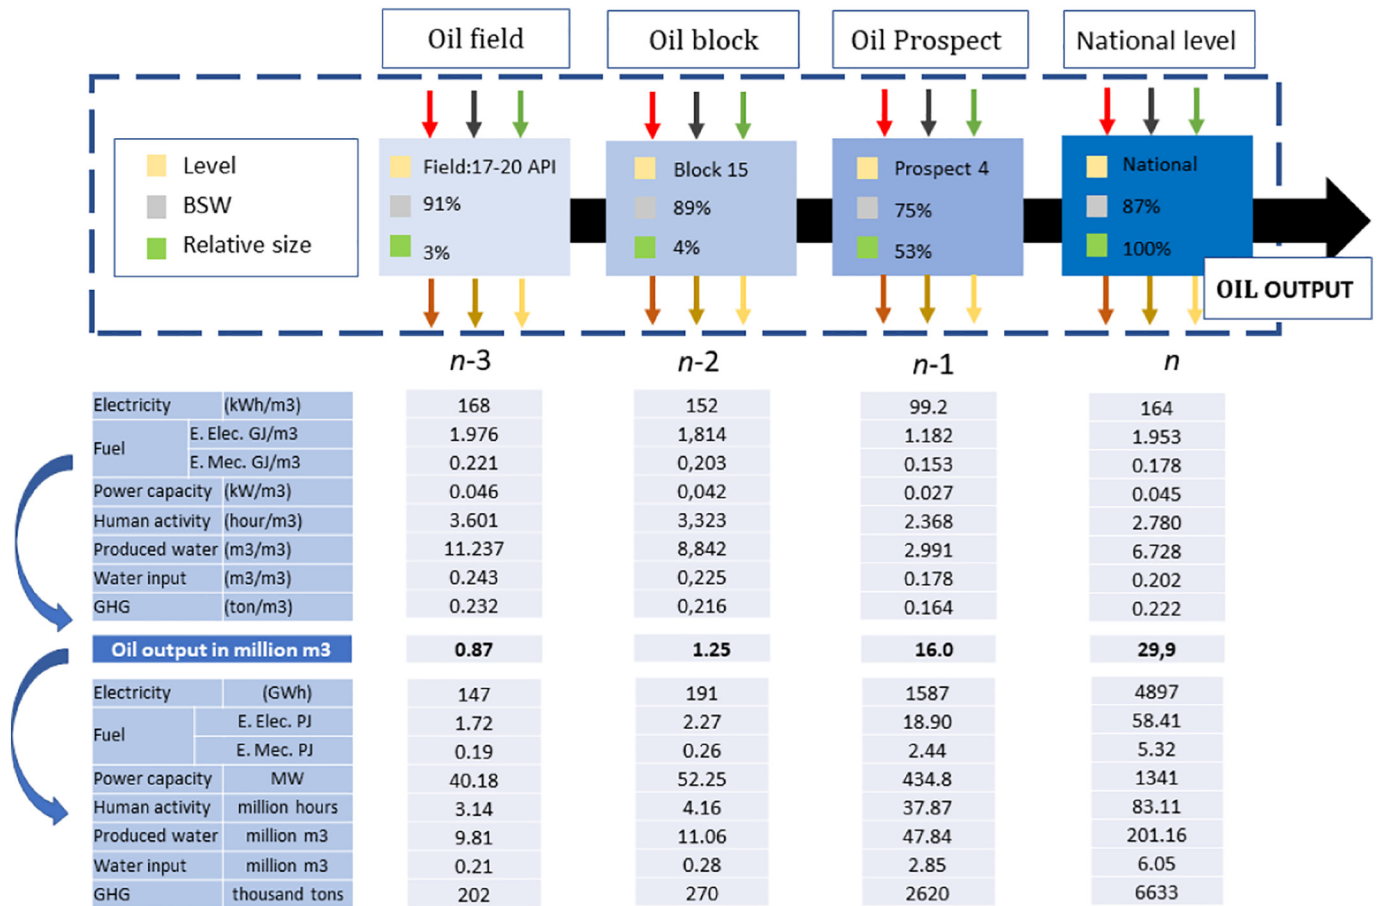 Oil field Oil block Oil Prospect National level
Level
BSW
Relative size
Field:17-20 API
91%
3%
Block 15
89%
4%
Prospect 4
75%
53%
National
87%
100%
OIL OUTPUT
n-3 n-2 n-1 n
Electricity (kWh/m3) 168 152 99.2 164
Fuel E. Elec. GJ/m3 1.976 1,814 1.182 1.953
E. Mec. GJ/m3 0.221 0,203 0.153 0.178
Power capacity (kW/m3) 0.046 0,042 0.027 0.045
Human activity (hour/m3) 3.601 3,323 2.368 2.780
Produced water (m3/m3) 11.237 8,842 2.991 6.728
Water input (m3/m3) 0.243 0,225 0.178 0.202
GHG (ton/m3) 0.232 0,216 0.164 0.222
Oil output in million m3 0.87 1.25 16.0 29,9
Electricity (GWh) 147 191 1587 4897
Fuel E. Elec. PJ 1.72 2.27 18.90 58.41
E. Mec. PJ 0.19 0.26 2.44 5.32
Power capacity MW 40.18 52.25 434.8 1341
Human activity million hours 3.14 4.16 37.87 83.11
Produced water million m3 9.81 11.06 47.84 201.16
Water input million m3 0.21 0.28 2.85 6.05
GHG thousand tons 202 270 2620 6633